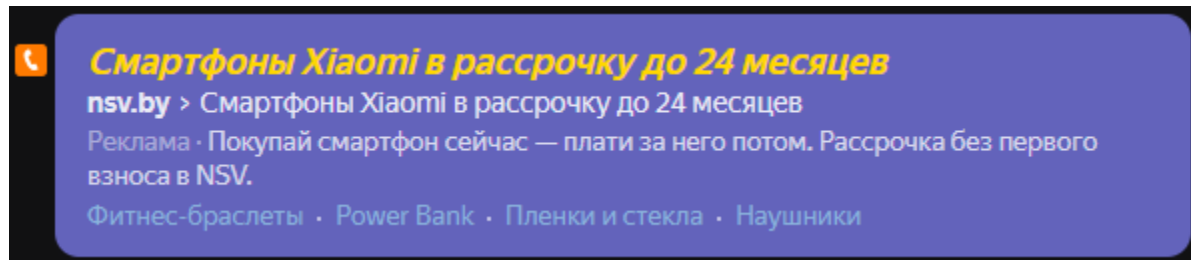 Смартфоны Xiaomi в рассрочку до 24 месяцев
nsv.by › Смартфоны Xiaomi в рассрочку до 24 месяцев
Реклама · Покупай смартфон сейчас — плати за него потом. Рассрочка без первого
взноса в NSV.
Фитнес-браслеты · Power Bank · Пленки и стекла · Наушники